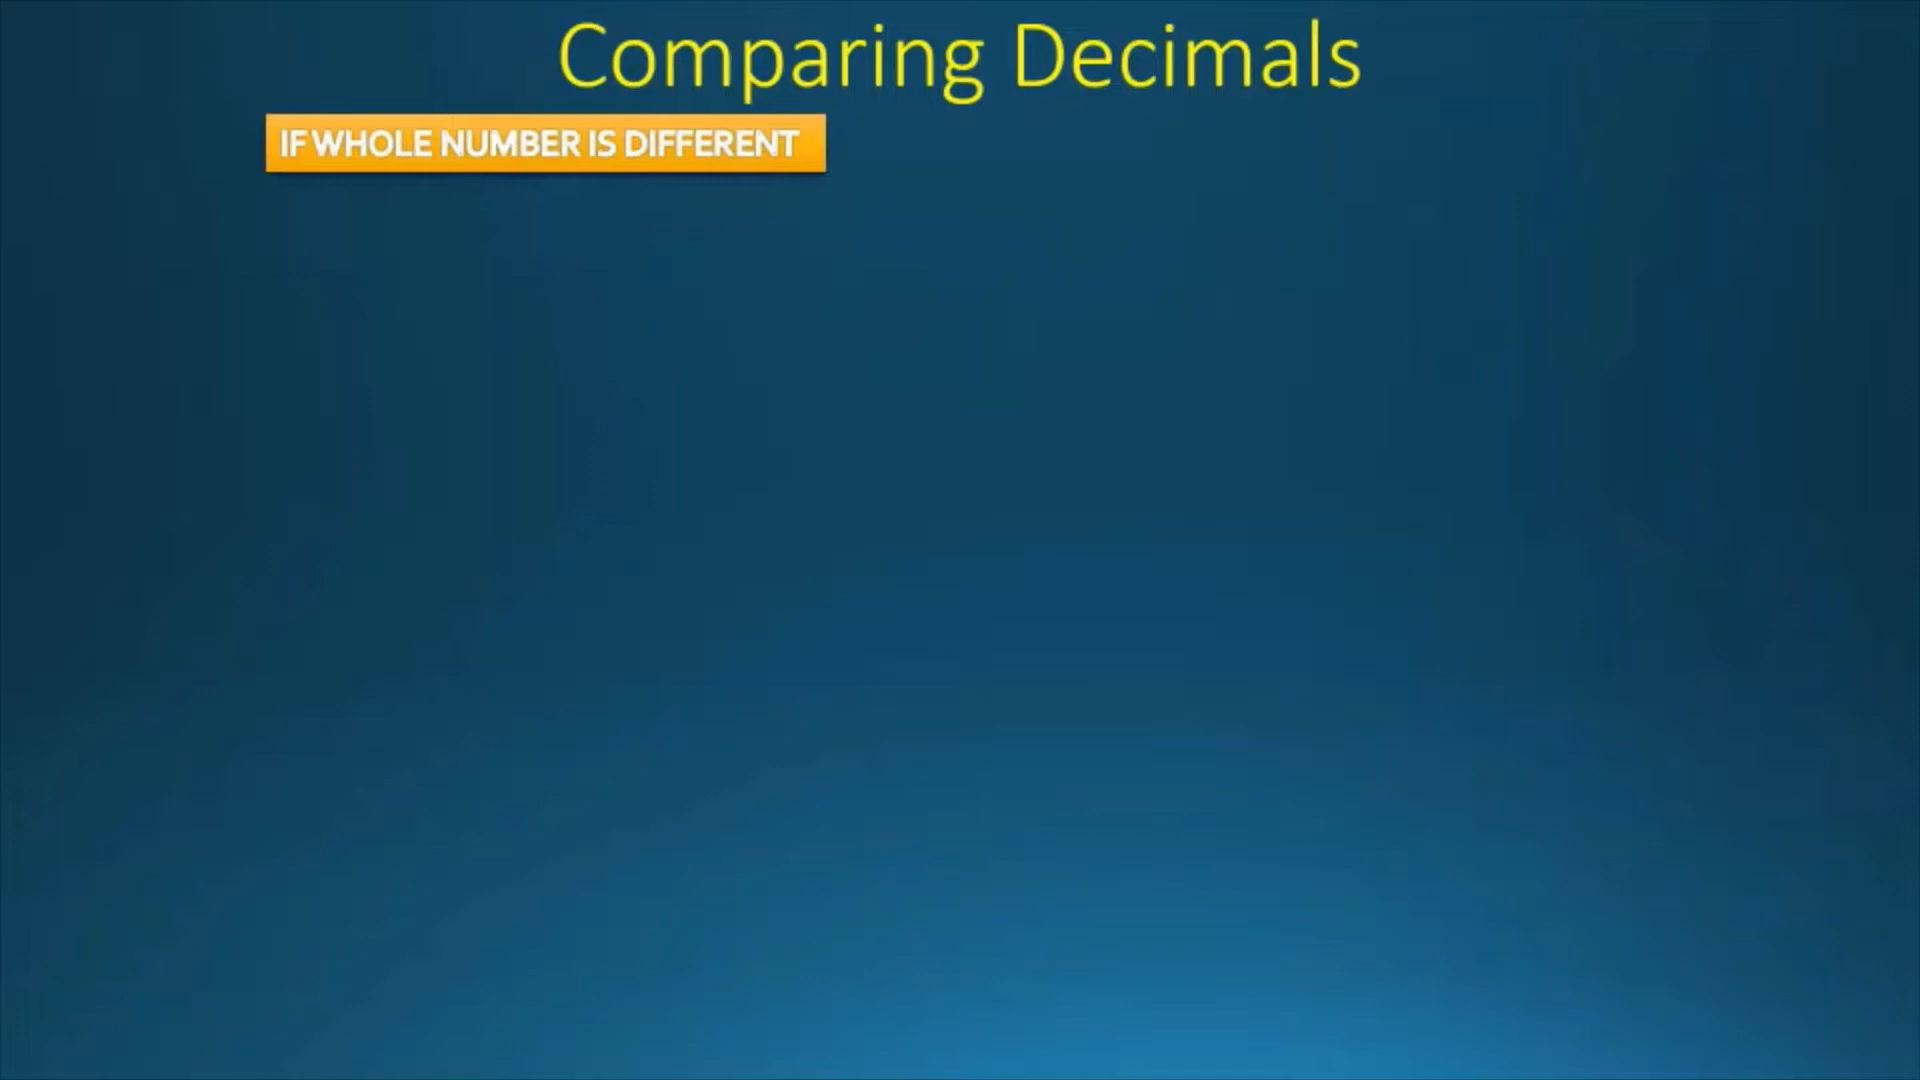 Comparing Decimals
IF WHOLE NUMBER IS DIFFERENT